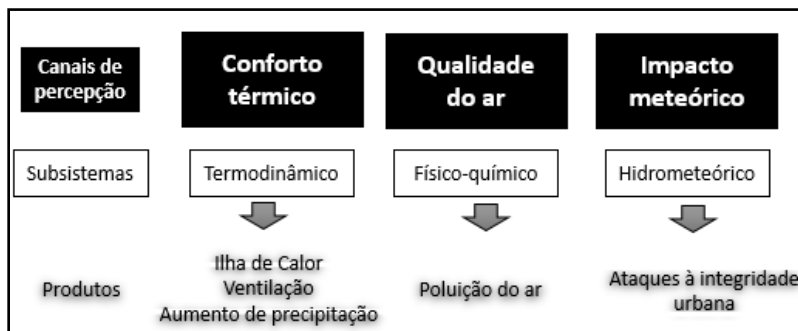 Canais de
percepção
Conforto
térmico
Qualidade
do ar
Impacto
meteórico
Subsistemas
Termodinâmico
Físico-químico
Hidrometeórico
Produtos
Ilha de Calor
Ventilação
Aumento de precipitação
Poluição do ar
Ataques à integridade
urbana